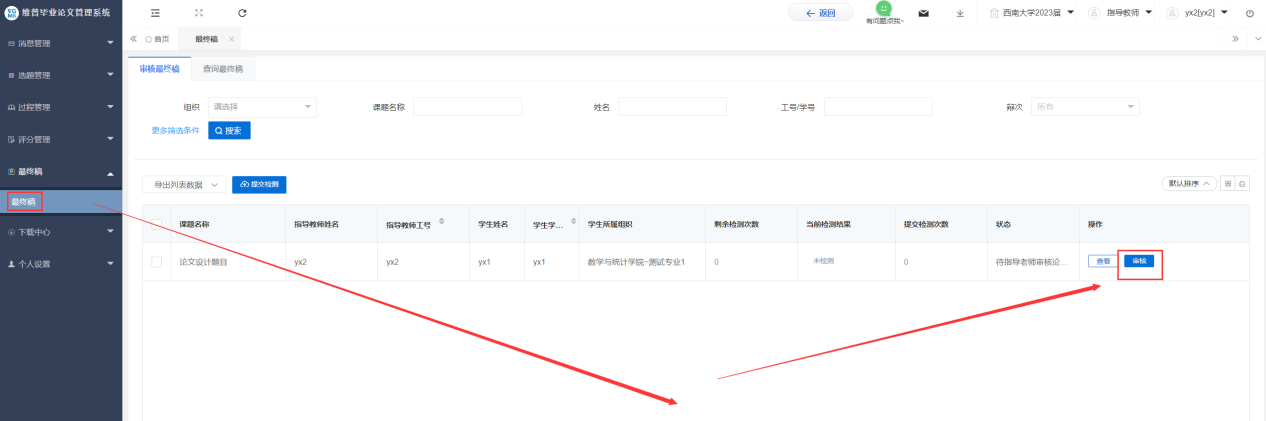 维普毕业论文管理系统
返回
有问题点我~
西南大学2023届
指导教师
yx2[yx2]
消息管理
选题管理
过程管理
评分管理
最终稿
最终稿
下载中心
个人设置
首页
最终稿
审核最终稿
查询最终稿
组织 请选择
课题名称
姓名
工号/学号
辩次 所有
更多筛选条件
搜索
导出列表数据
提交检测
默认排序
课题名称 指导教师姓名 指导教师工号 学生姓名 学生学... 学生所属组织 剩余检测次数 当前检测结果 提交检测次数 状态 操作
论文设计题目 yx2 yx2 yx1 yx1 数学与统计学院~测试专业1 0 未检测 0 待指导老师审核论... 查看 审核